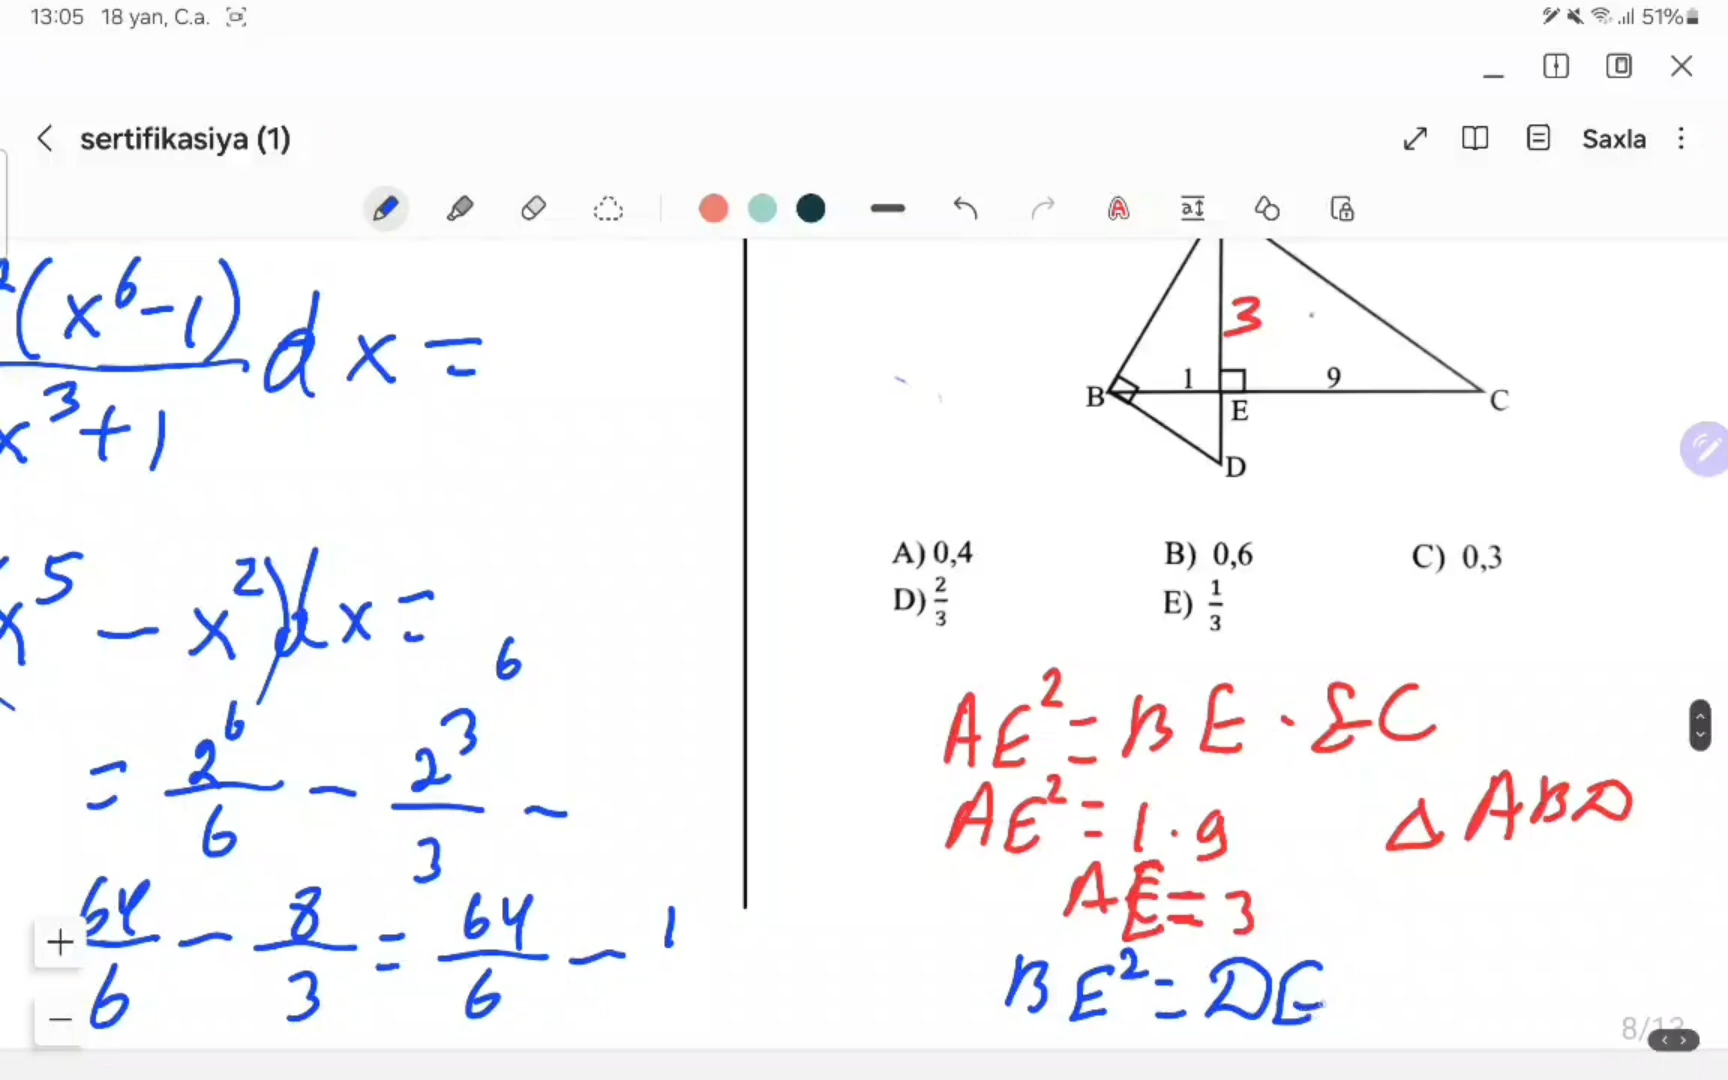 13:05 18 yan, C.a.
51%
sertifikasiya (1)
Saxla
(x⁶-1)
x³+1
dx=
x⁵ - x²)dx=
6
= 2⁶/6 - 2³/3 -
64/6 - 8/3 = 64/6 - 1
3
B 1 E 9 C
D
A) 0,4 B) 0,6 C) 0,3
D) 2/3 E) 1/3
AE²=BE·EC
AE²=1·9
Δ ABD
AE=3
BE²=DE
8/13